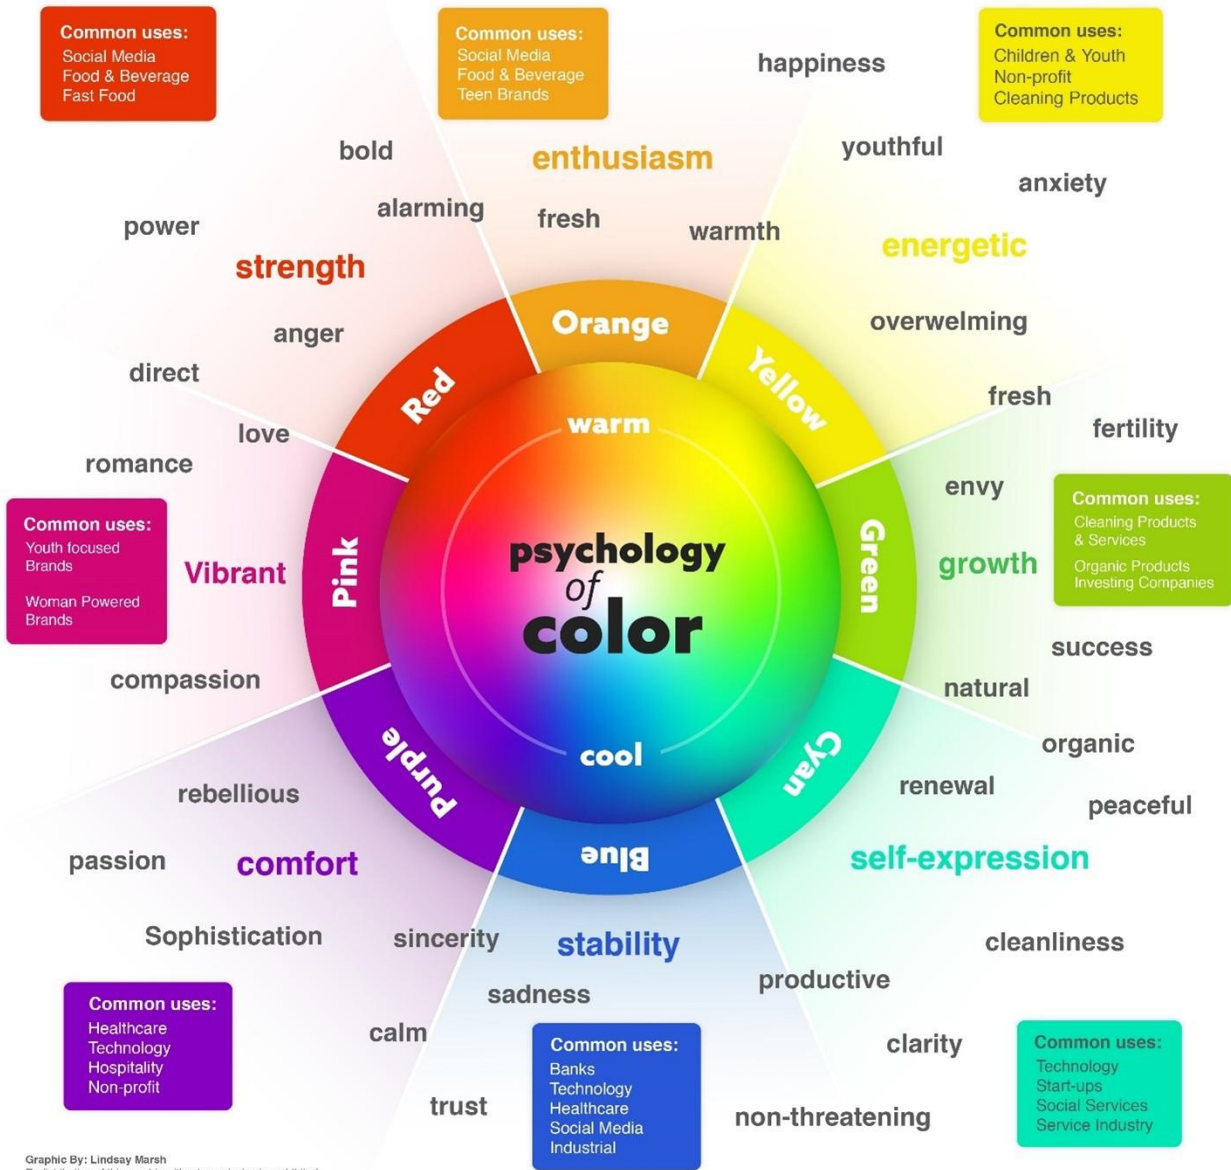 Common uses:
Social Media
Food & Beverage
Fast Food
Common uses:
Social Media
Food & Beverage
Teen Brands
happiness
Common uses:
Children & Youth
Non-profit
Cleaning Products
bold
enthusiasm
youthful
anxiety
power
alarming
fresh
warmth
energetic
strength
anger
Orange
overwelming
direct
Red
Yellow
fresh
love
warm
fertility
romance
envy
Common uses:
Youth focused
Brands
Woman Powered
Brands
Vibrant
Pink
psychology
of
color
Green
growth
Common uses:
Cleaning Products
& Services
Organic Products
Investing Companies
compassion
success
natural
cool
organic
Purple
Cyan
rebellious
renewal
peaceful
passion
comfort
Blue
self-expression
Sophistication
sincerity
stability
cleanliness
sadness
productive
Common uses:
Healthcare
Technology
Hospitality
Non-profit
calm
trust
Common uses:
Banks
Technology
Healthcare
Social Media
Industrial
clarity
non-threatening
Common uses:
Technology
Start-ups
Social Services
Service Industry
Graphic By: Lindsay Marsh